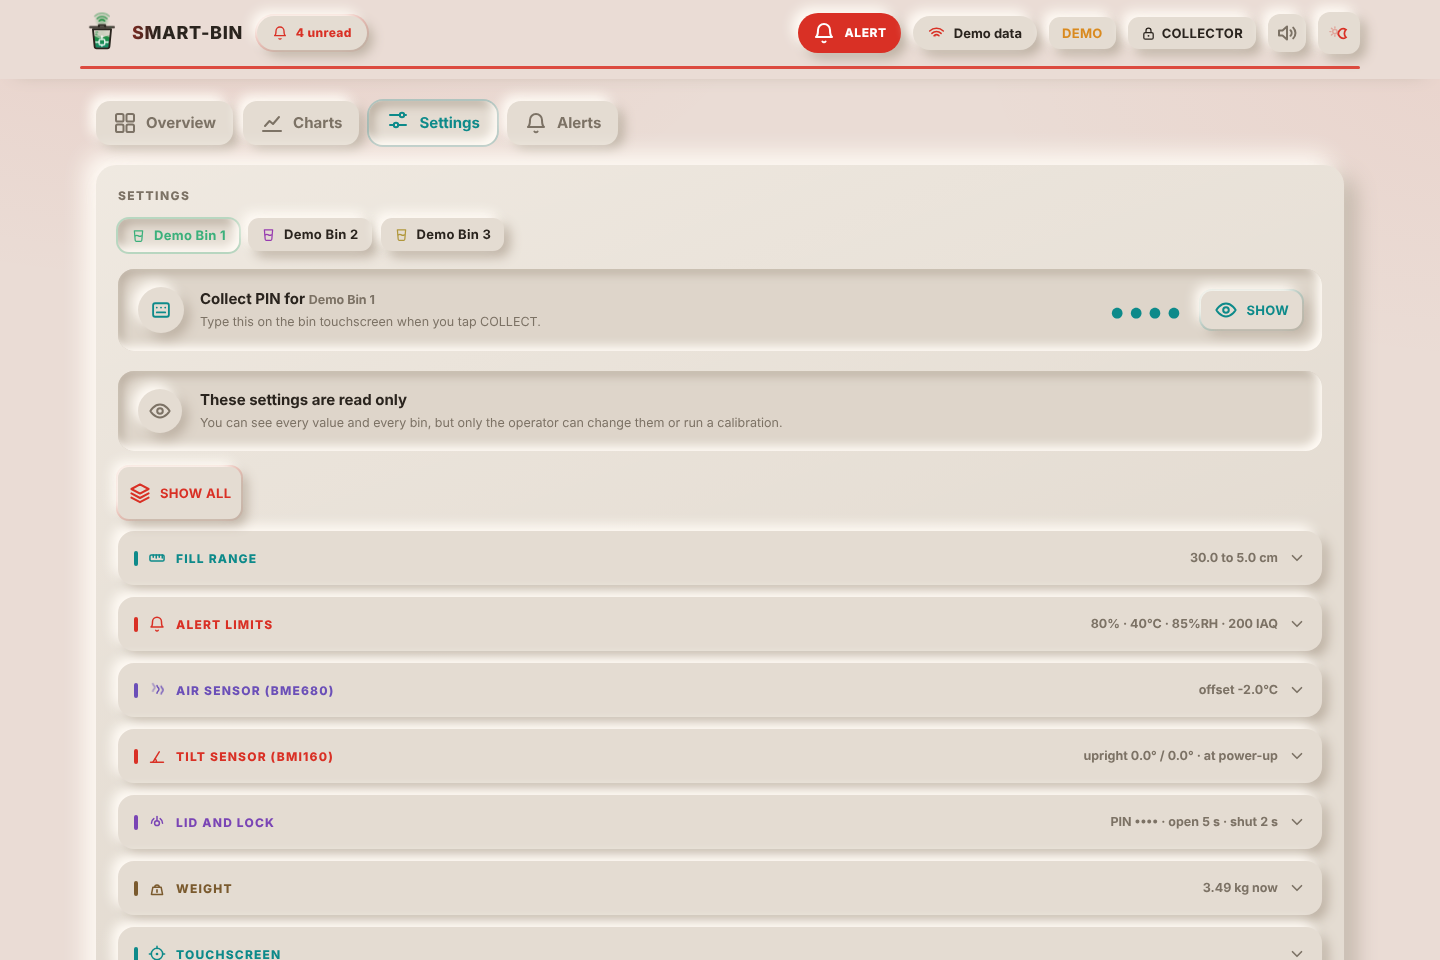 SMART-BIN
4 unread
ALERT
Demo data
DEMO
COLLECTOR
Overview
Charts
Settings
Alerts
SETTINGS
Demo Bin 1
Demo Bin 2
Demo Bin 3
Collect PIN for Demo Bin 1
Type this on the bin touchscreen when you tap COLLECT.
●●●●
SHOW
These settings are read only
You can see every value and every bin, but only the operator can change them or run a calibration.
SHOW ALL
FILL RANGE
30.0 to 5.0 cm
ALERT LIMITS
80% · 40°C · 85%RH · 200 IAQ
AIR SENSOR (BME680)
offset -2.0°C
TILT SENSOR (BMI160)
upright 0.0° / 0.0° · at power-up
LID AND LOCK
PIN •••• · open 5 s · shut 2 s
WEIGHT
3.49 kg now
TOUCHSCREEN